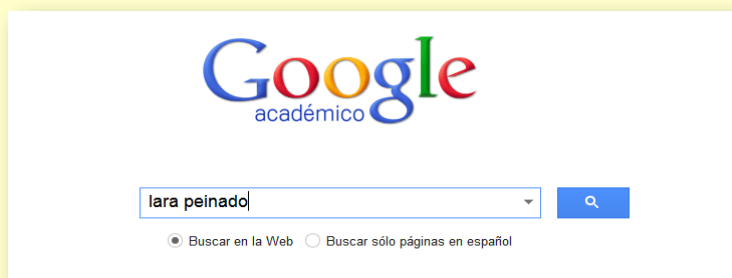 Google
académico
lara peinado
Buscar en la Web Buscar sólo páginas en español